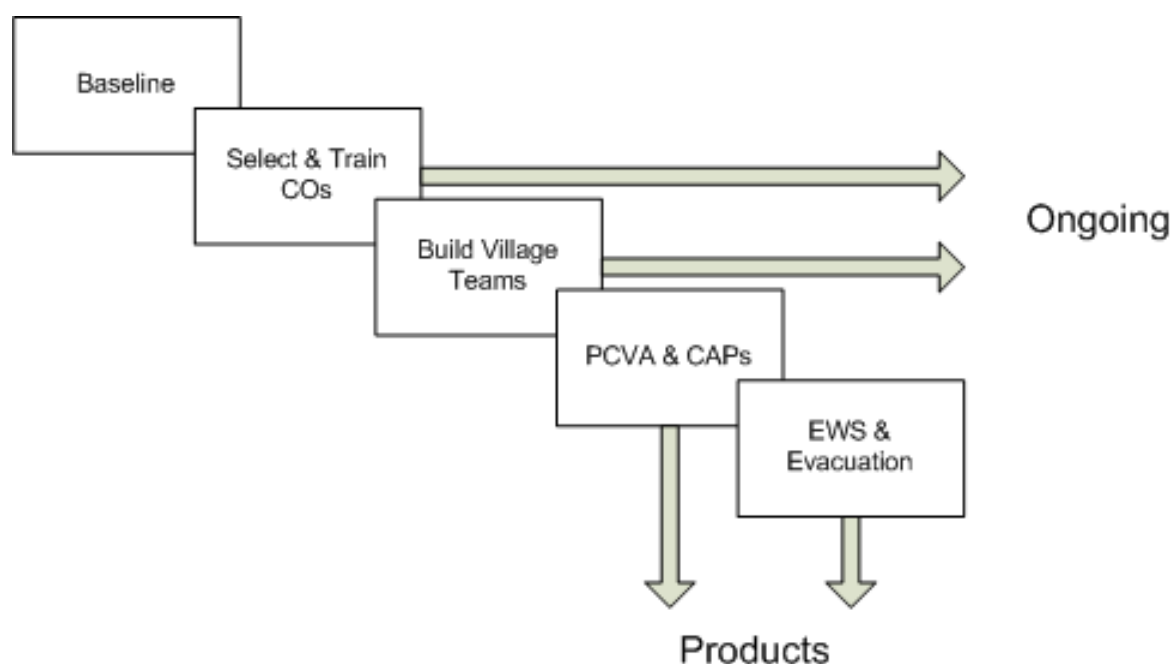 Baseline
Select & Train
COs
Ongoing
Build Village
Teams
PCVA & CAPs
EWS &
Evacuation
Products